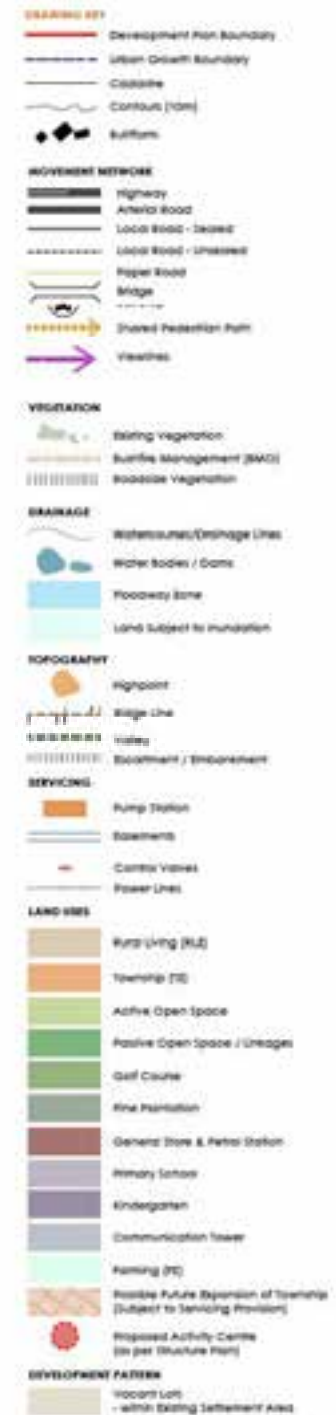 DRAWING KEY
Development Plan Boundary
Urban Growth Boundary
Cadastre
Contours (10m)
Builtform
MOVEMENT NETWORK
Highway
Arterial Road
Local Road - Sealed
Local Road - Unsealed
Paper Road
Bridge
Shared Pedestrian Path
Viewlines
VEGETATION
Existing Vegetation
Bushfire Management (BMO)
Roadside Vegetation
DRAINAGE
Watercourses/Drainage Lines
Water Bodies / Dams
Floodway Zone
Land Subject to Inundation
TOPOGRAPHY
Highpoint
Ridge Line
Valley
Escarpment / Embankment
SERVICING
Pump Station
Easements
Control Valves
Power Lines
LAND USES
Rural Living (RLZ)
Township (TZ)
Active Open Space
Passive Open Space / Linkages
Golf Course
Pine Plantation
General Store & Petrol Station
Primary School
Kindergarten
Communication Tower
Farming (FZ)
Possible Future Expansion of Township
(Subject to Servicing Provision)
Proposed Activity Centre
(as per Structure Plan)
DEVELOPMENT PATTERN
Vacant Lots
- within Existing Settlement Area